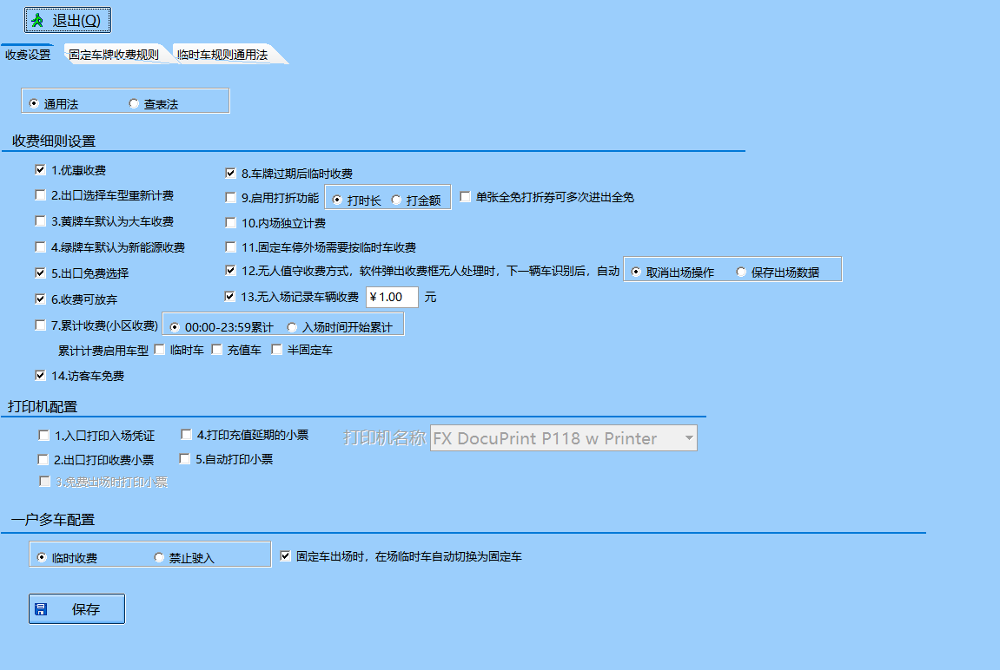 退出(Q)
收费设置 固定车牌收费规则 临时车规则通用法
通用法 查表法
收费细则设置
1.优惠收费
2.出口选择车型重新计费
3.黄牌车默认为大车收费
4.绿牌车默认为新能源收费
5.出口免费选择
6.收费可放弃
7.累计收费(小区收费) 00:00-23:59累计 入场时间开始累计
累计计费启用车型 临时车 充值车 半固定车
14.访客车免费
8.车牌过期后临时收费
9.启用打折功能 打时长 打金额 单张全免打折券可多次进出全免
10.内场独立计费
11.固定车停外场需要按临时车收费
12.无人值守收费方式，软件弹出收费框无人处理时，下一辆车识别后，自动 取消出场操作 保存出场数据
13.无入场记录车辆收费 ¥1.00 元
打印机配置
1.入口打印入场凭证
2.出口打印收费小票
3.免费出场时打印小票
4.打印充值延期的小票
5.自动打印小票
打印机名称 FX DocuPrint P118 w Printer
一户多车配置
临时收费 禁止驶入 固定车出场时，在场临时车自动切换为固定车
保存